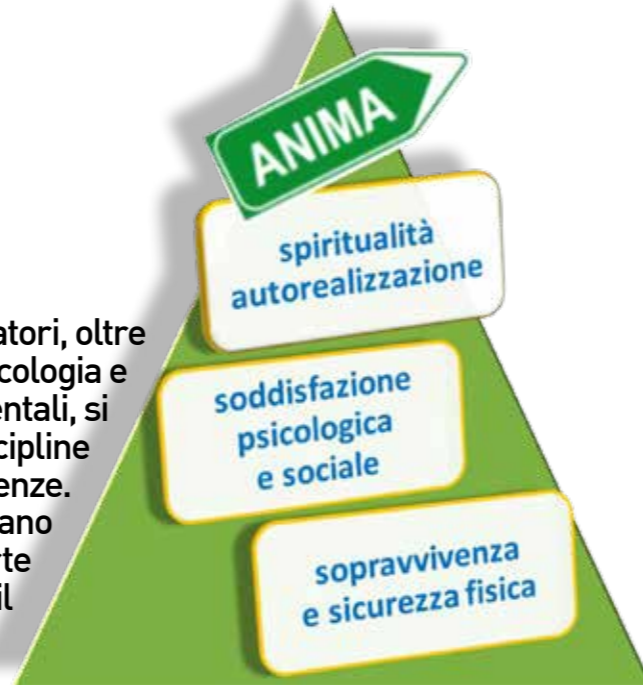 ANIMA
spiritualità
autorealizzazione
soddisfazione
psicologica
e sociale
sopravvivenza
e sicurezza fisica
atori, oltre
cologia e
entali, si
cipline
enze.
ano
rte
il